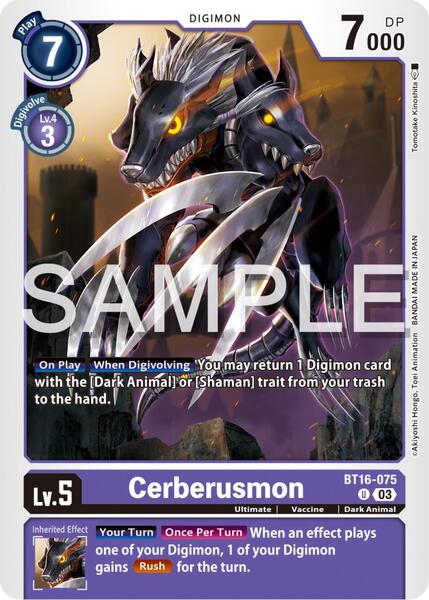 Play
DIGIMON
7
7000
DP
Digivolve
Lv.4
3
Tomotake Kinoshita
©Akiyoshi Hongo, Toei Animation BANDAI MADE IN JAPAN
SAMPLE
On Play When Digivolving You may return 1 Digimon card
with the [Dark Animal] or [Shaman] trait from your trash
to the hand.
Lv.5
Cerberusmon
BT16-075
U 03
Ultimate | Vaccine | Dark Animal
Inherited Effect
Your Turn Once Per Turn When an effect plays
one of your Digimon, 1 of your Digimon
gains Rush for the turn.